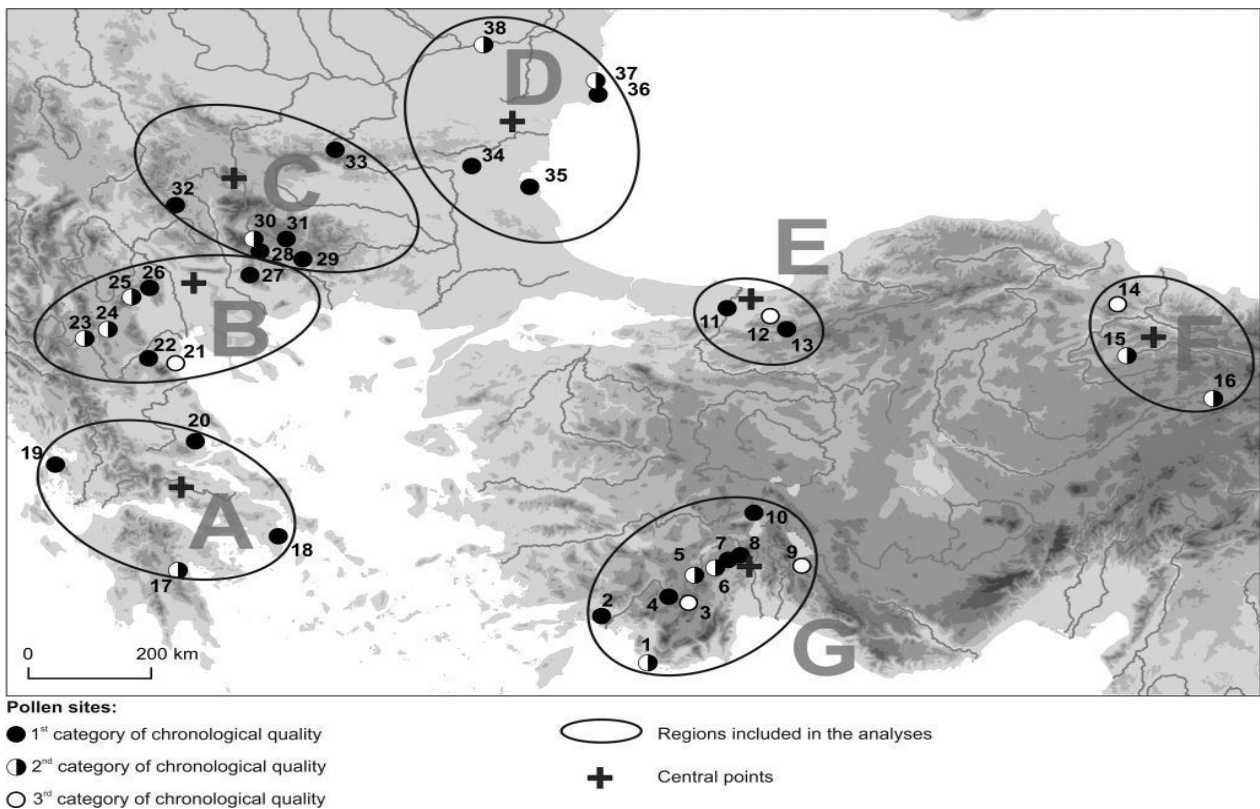 38
D
37
36
33
C
34
35
32
30
31
28
29
27
E
14
26
25
11
12
13
F
24
15
23
B
22
21
16
20
19
A
18
10
7
8
5
9
17
6
2
4
3
1
G
0 200 km
Pollen sites:
1st category of chronological quality
2nd category of chronological quality
3rd category of chronological quality
Regions included in the analyses
Central points